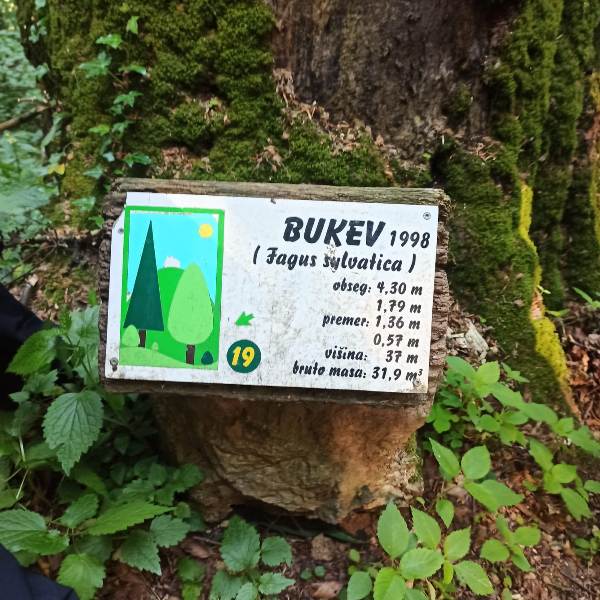 BUKEV 1998
( Fagus sylvatica )
obseg: 4,30 m
1,79 m
premer: 1,36 m
0,57 m
višina: 37 m
bruto masa: 31,9 m³
19